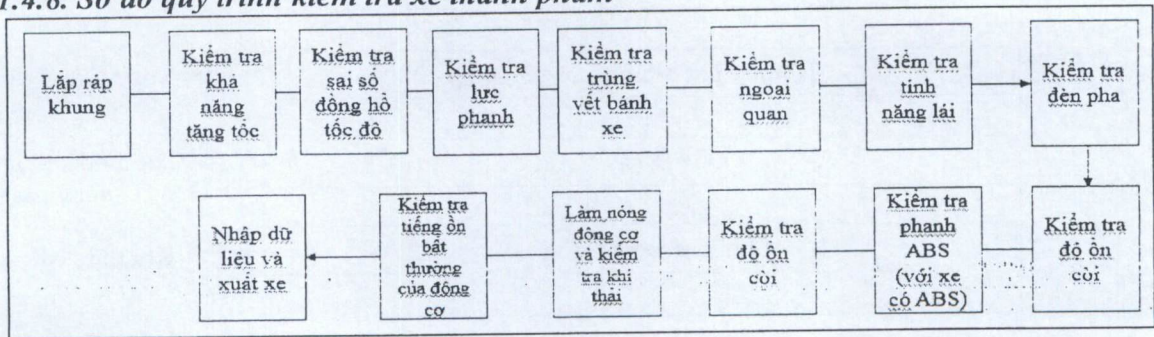 1.4.8. Sơ đồ quy trình kiểm tra xe thành phẩm
Lắp ráp
khung
Kiểm tra
khả
năng
tăng tốc
Kiểm tra
sai số
đồng hồ
tốc độ
Kiểm tra
lực
phanh
Kiểm tra
trùng
vết bánh
xe
Kiểm tra
ngoại
quan
Kiểm tra
tính
năng lái
Kiểm tra
đèn pha
Kiểm tra
độ ồn
còi
Kiểm tra
phanh
ABS
(với xe
có ABS)
Kiểm tra
độ ồn
còi
Làm nóng
động cơ
và kiểm
tra khí
thải
Kiểm tra
tiếng ồn
bất
thường
của động
cơ
Nhập dữ
liệu và
xuất xe